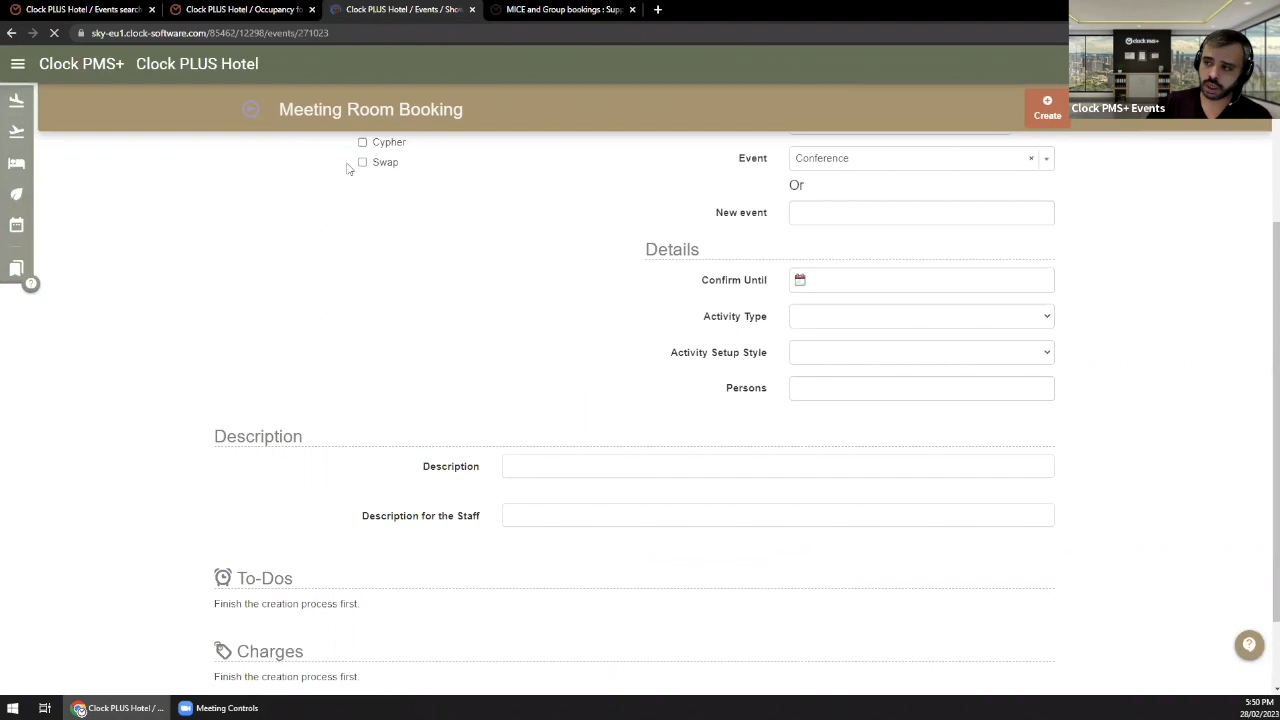 Clock PLUS Hotel / Events search
Clock PLUS Hotel / Occupancy fo
Clock PLUS Hotel / Events / Sho
MICE and Group bookings : Sup
sky-eu1.clock-software.com/85462/12298/events/271023
Clock PMS+ Clock PLUS Hotel
clock PMS+
Clock PMS+ Events
Meeting Room Booking
Create
Cypher
Swap
Event Conference
Or
New event
Details
Confirm Until
Activity Type
Activity Setup Style
Persons
Description
Description
Description for the Staff
To-Dos
Finish the creation process first.
Charges
Finish the creation process first.
Clock PLUS Hotel / ...
Meeting Controls
5:50 PM
28/02/2023